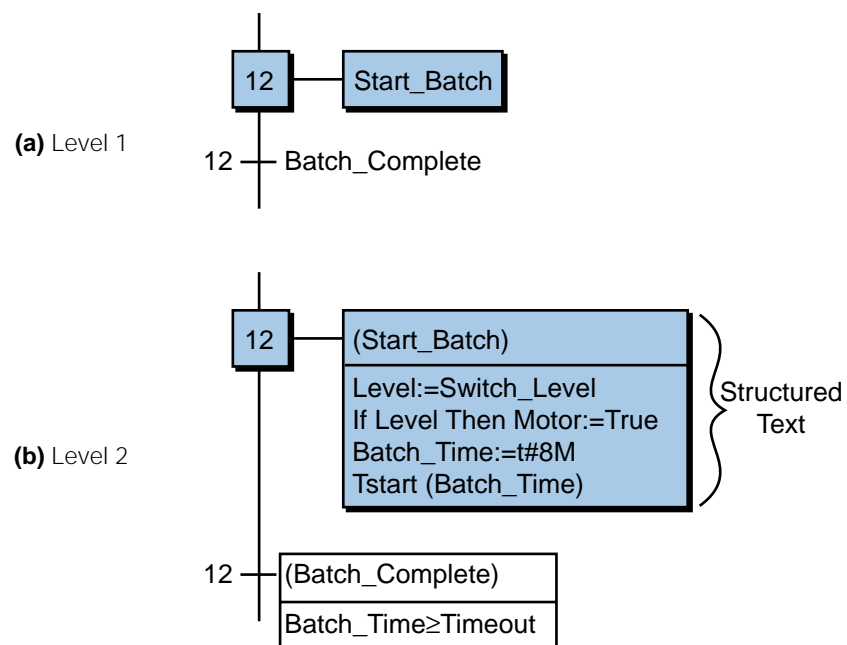 12
Start_Batch
(a) Level 1
12
Batch_Complete
12
(Start_Batch)
Level:=Switch_Level
If Level Then Motor:=True
Batch_Time:=t#8M
Tstart (Batch_Time)
Structured
Text
(b) Level 2
12
(Batch_Complete)
Batch_Time≥Timeout